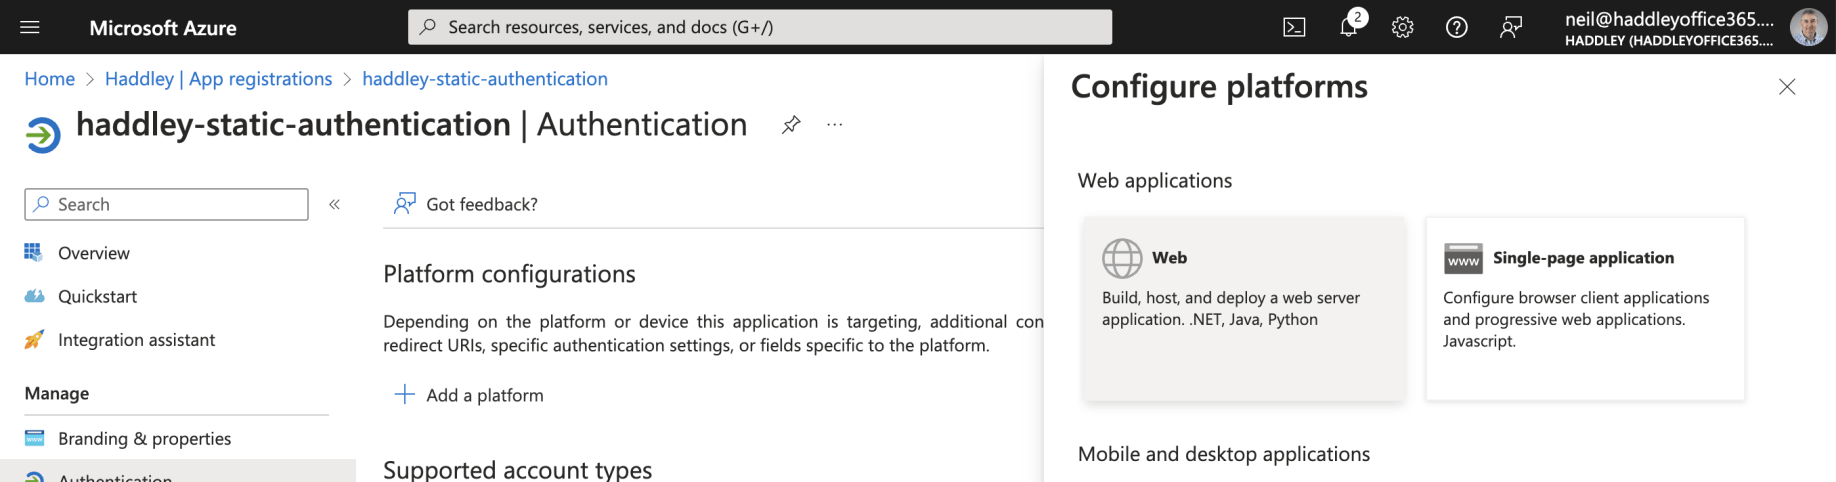 Microsoft Azure
Search resources, services, and docs (G+/)
2
neil@haddleyoffice365....
HADDLEY (HADDLEYOFFICE365....
Home > Haddley | App registrations > haddley-static-authentication
haddley-static-authentication | Authentication
...
Search
«
Overview
Quickstart
Integration assistant
Manage
Branding & properties
Authentication
Got feedback?
Platform configurations
Depending on the platform or device this application is targeting, additional con
redirect URIs, specific authentication settings, or fields specific to the platform.
Add a platform
Supported account types
Configure platforms
Web applications
Web
Build, host, and deploy a web server
application. .NET, Java, Python
www
Single-page application
Configure browser client applications
and progressive web applications.
Javascript.
Mobile and desktop applications